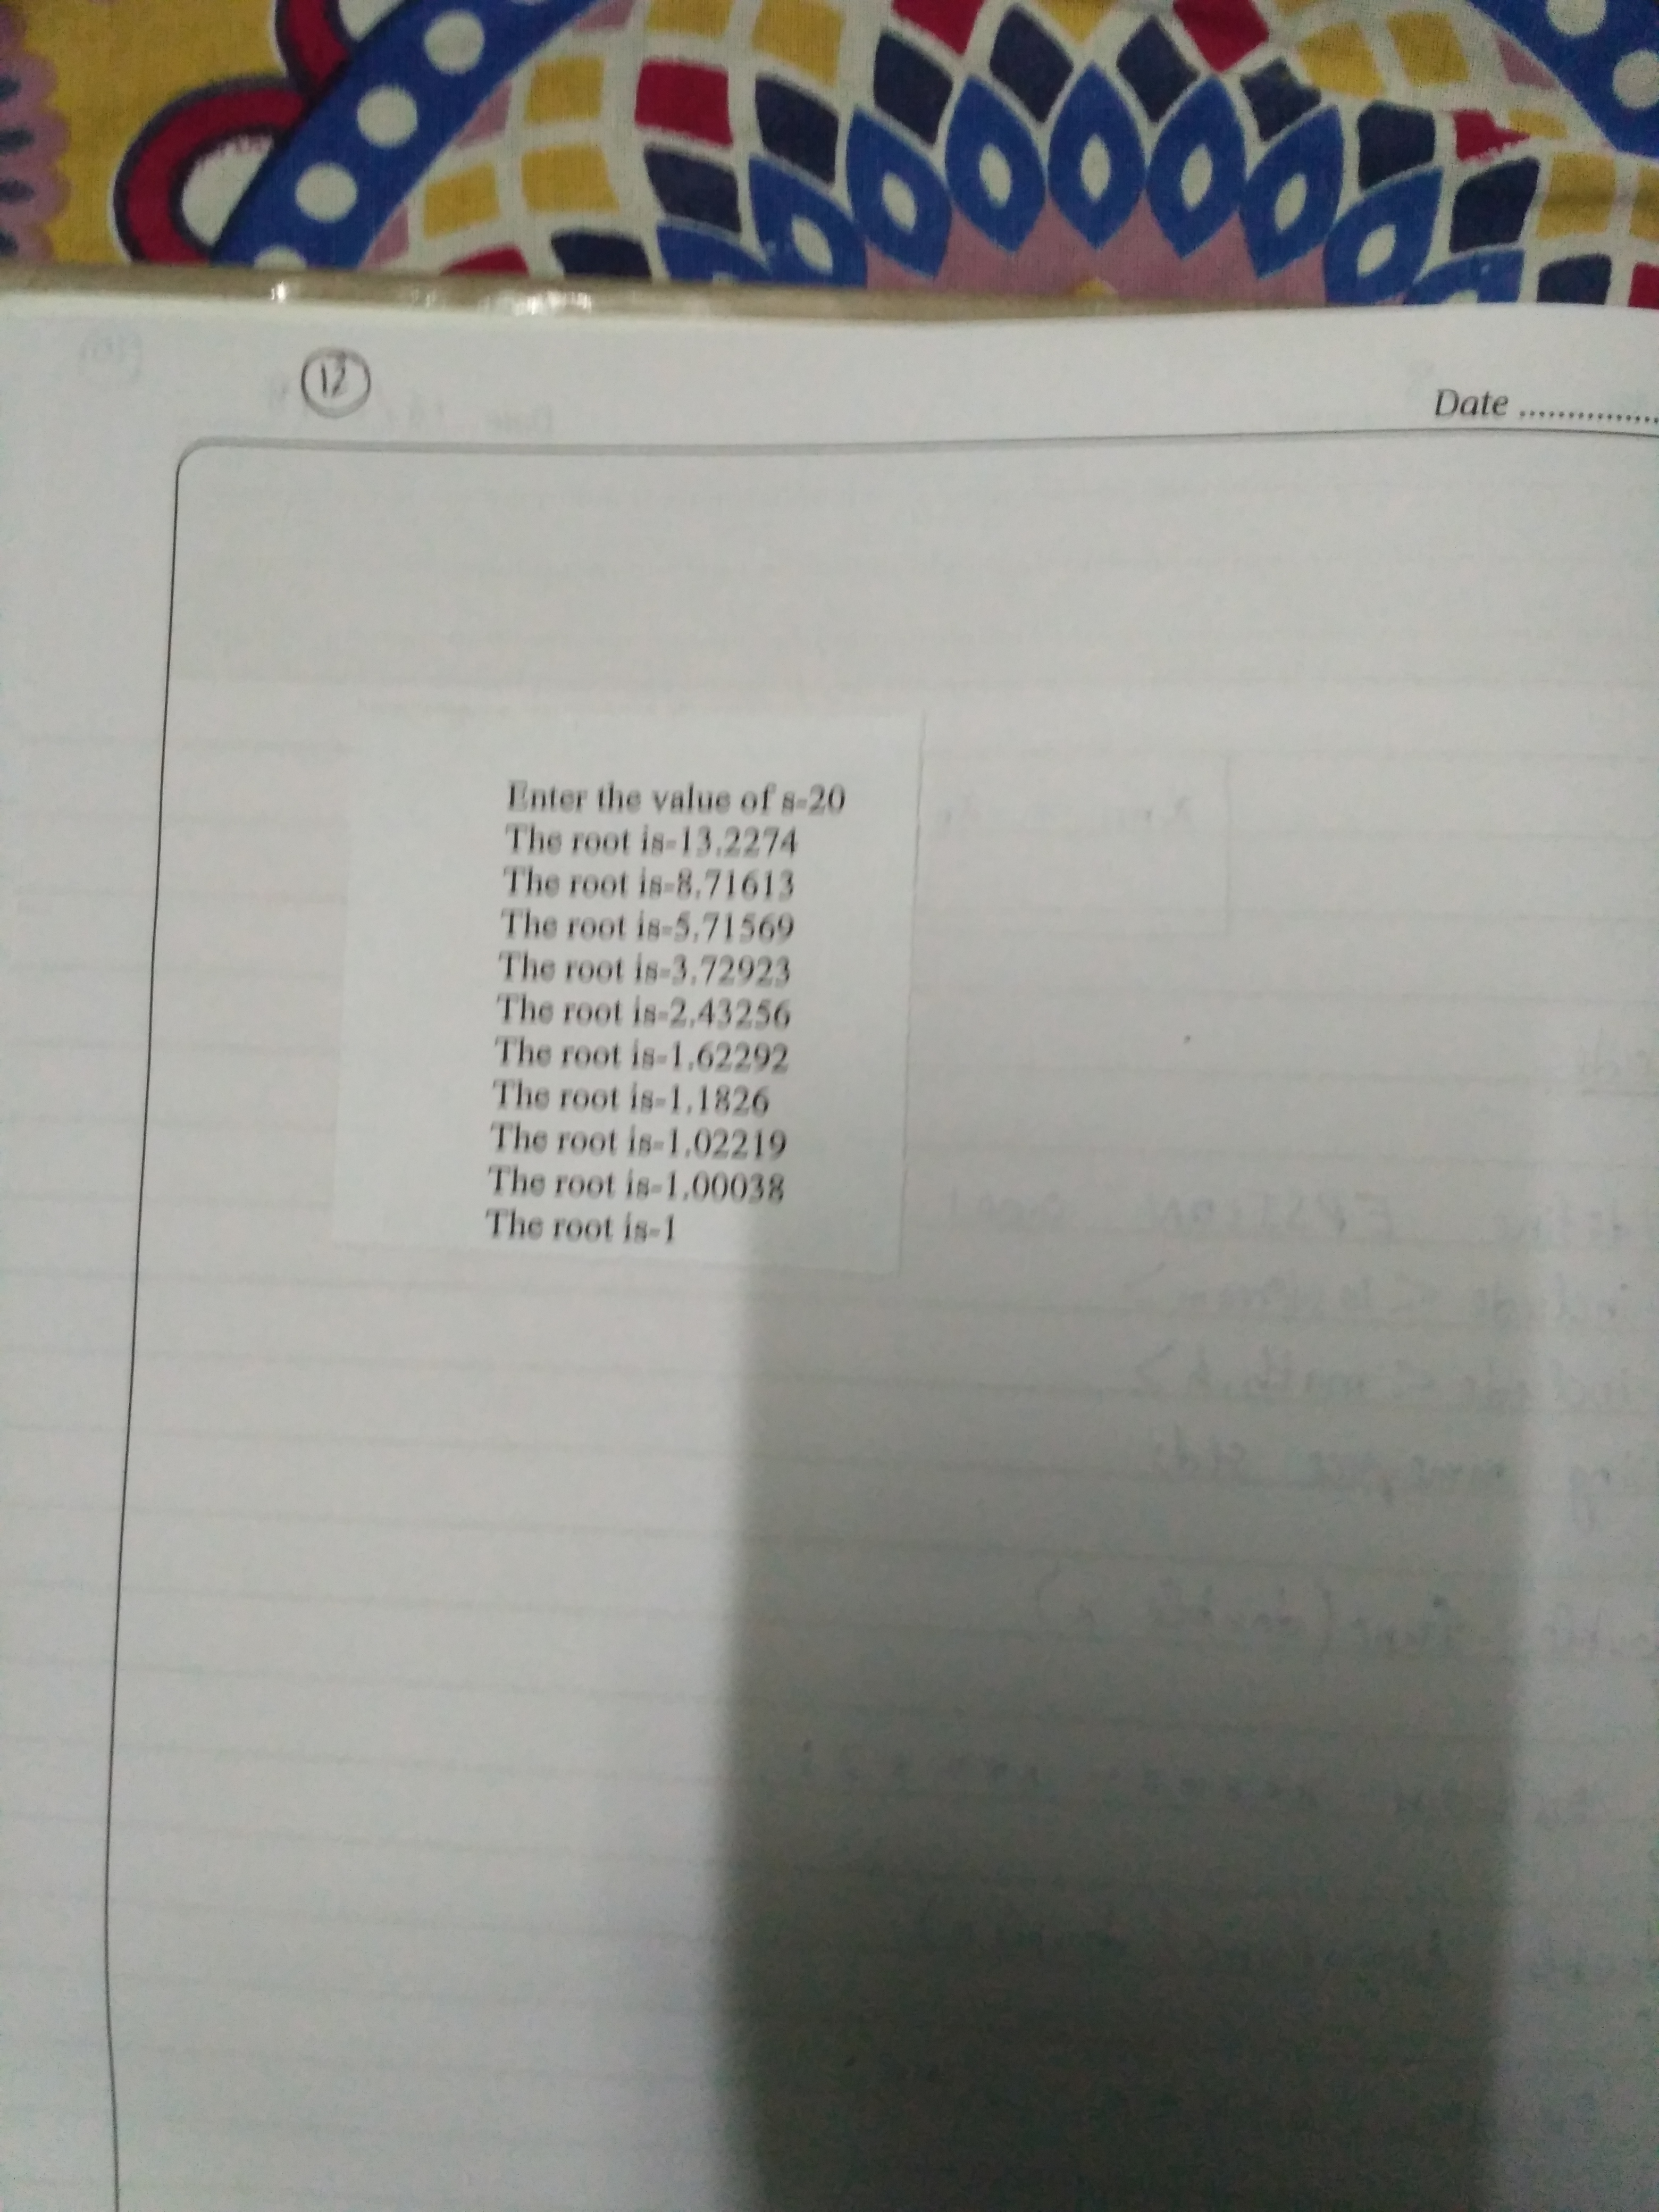 12
Date ..............
Enter the value of s-20
The root is-13.2274
The root is-8.71613
The root is-5.71569
The root is-3.72923
The root is-2.43256
The root is-1.62292
The root is-1.1826
The root is-1.02219
The root is-1.00038
The root is-1